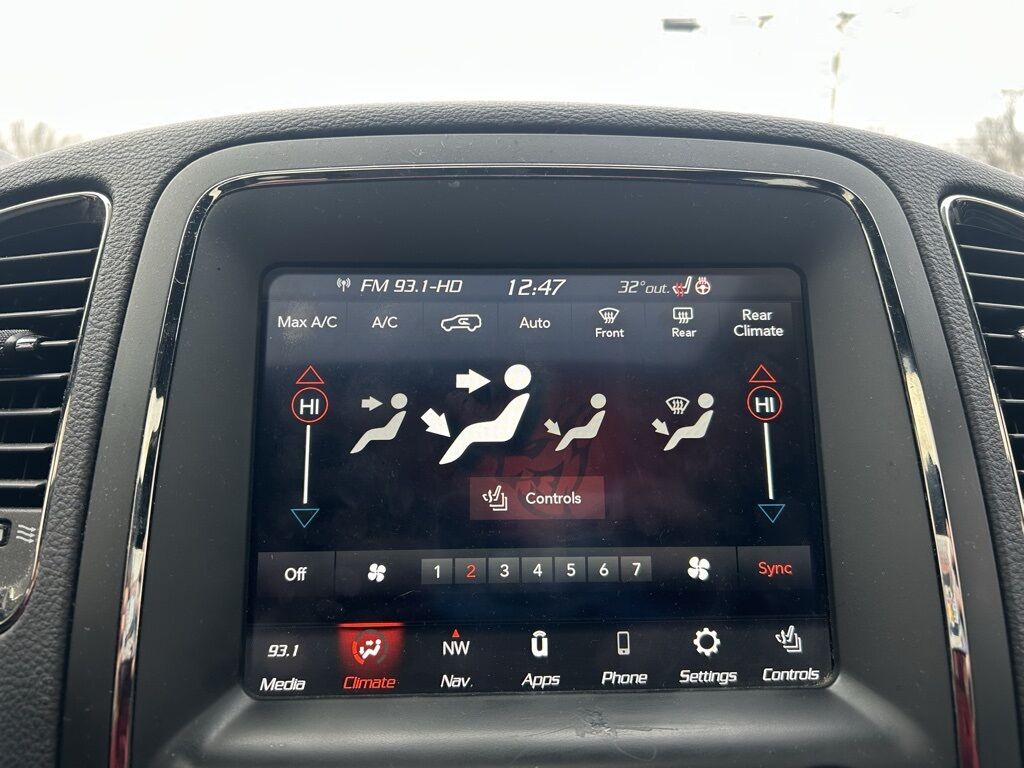 FM 93.1-HD 12:47 32° out.
Max A/C A/C Auto Front Rear Rear Climate
HI HI
Controls
Off 1 2 3 4 5 6 7 Sync
93.1 NW u
Media Climate Nav. Apps Phone Settings Controls